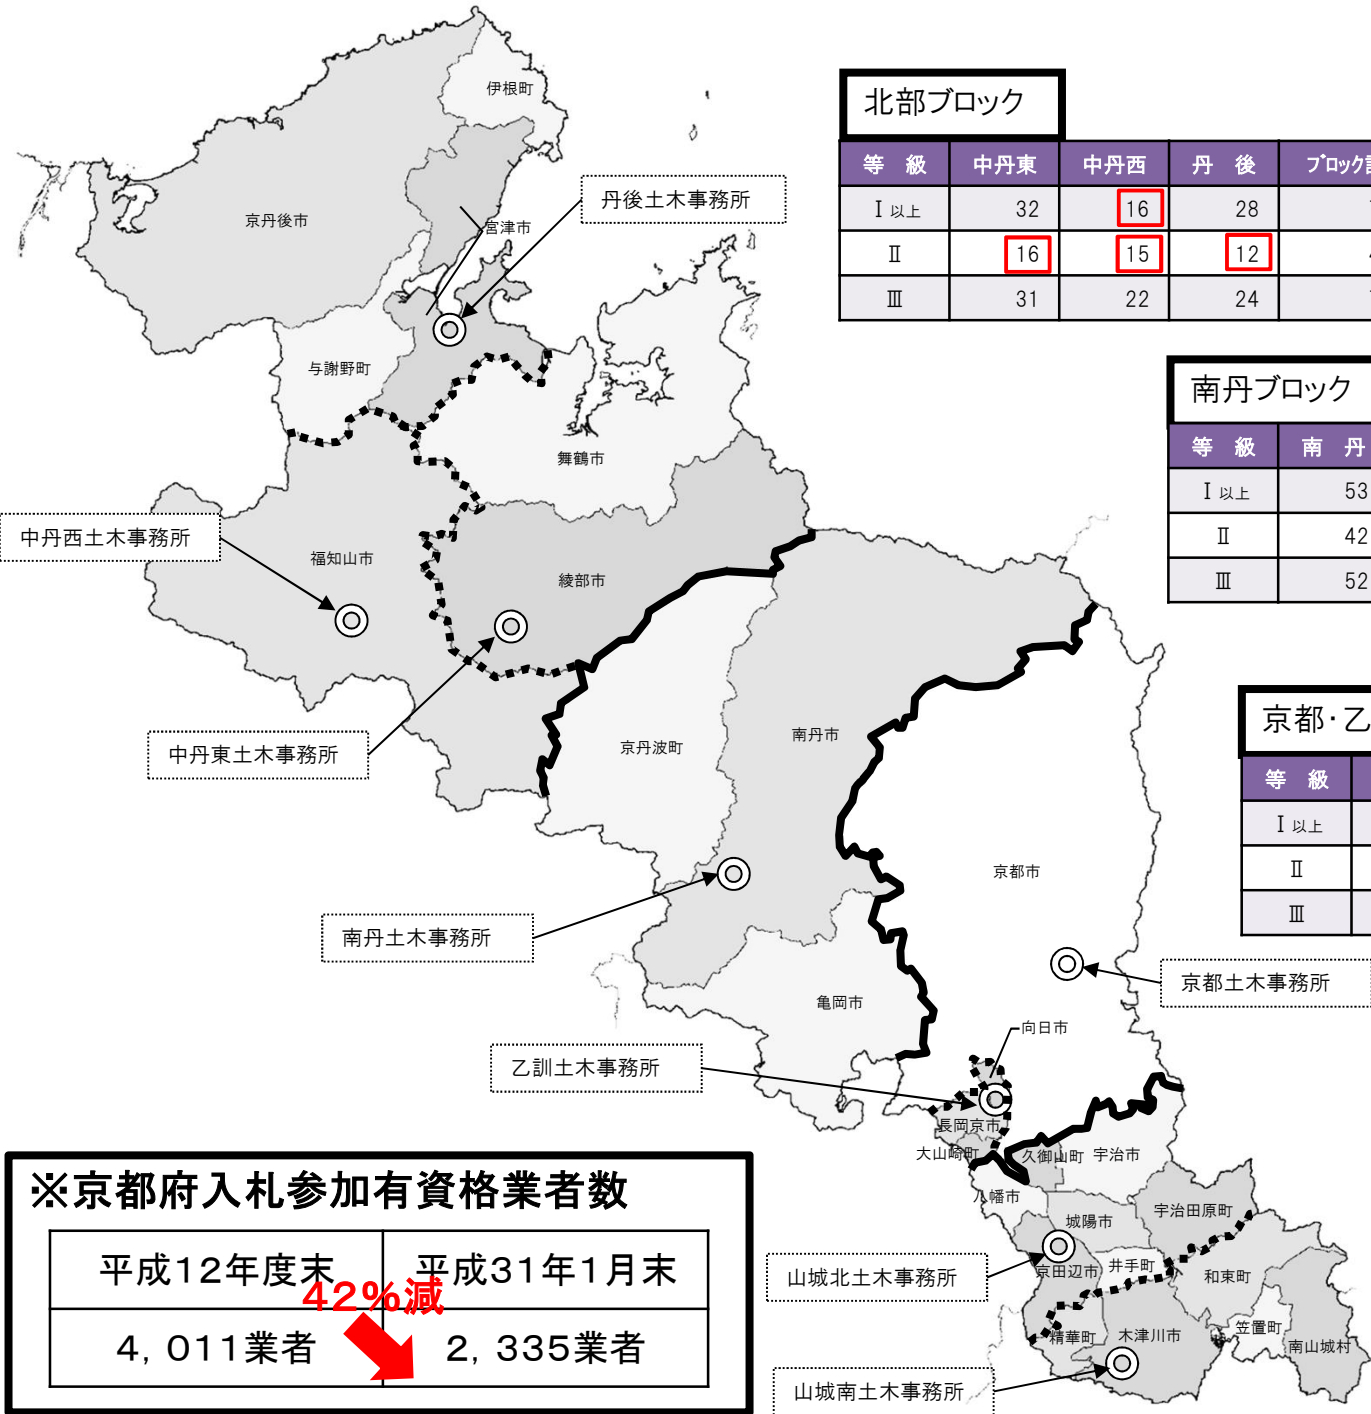 伊根町
京丹後市
宮津市
丹後土木事務所
与謝野町
舞鶴市
中丹西土木事務所
福知山市
綾部市
中丹東土木事務所
京丹波町
南丹市
南丹土木事務所
亀岡市
京都市
京都土木事務所
向日市
乙訓土木事務所
長岡京市
大山崎町
久御山町
宇治市
八幡市
城陽市
宇治田原町
山城北土木事務所
京田辺市
井手町
和束町
精華町
木津川市
笠置町
南山城村
山城南土木事務所
北部ブロック
等 級 中丹東 中丹西 丹 後 ブロック
Ⅰ以上 32 16 28
Ⅱ 16 15 12
Ⅲ 31 22 24
南丹ブロック
等 級 南 丹
Ⅰ以上 53
Ⅱ 42
Ⅲ 52
京都・乙
等 級
Ⅰ以上
Ⅱ
Ⅲ
※京都府入札参加有資格業者数
平成12年度末 平成31年1月末
42%減
4,011業者 2,335業者